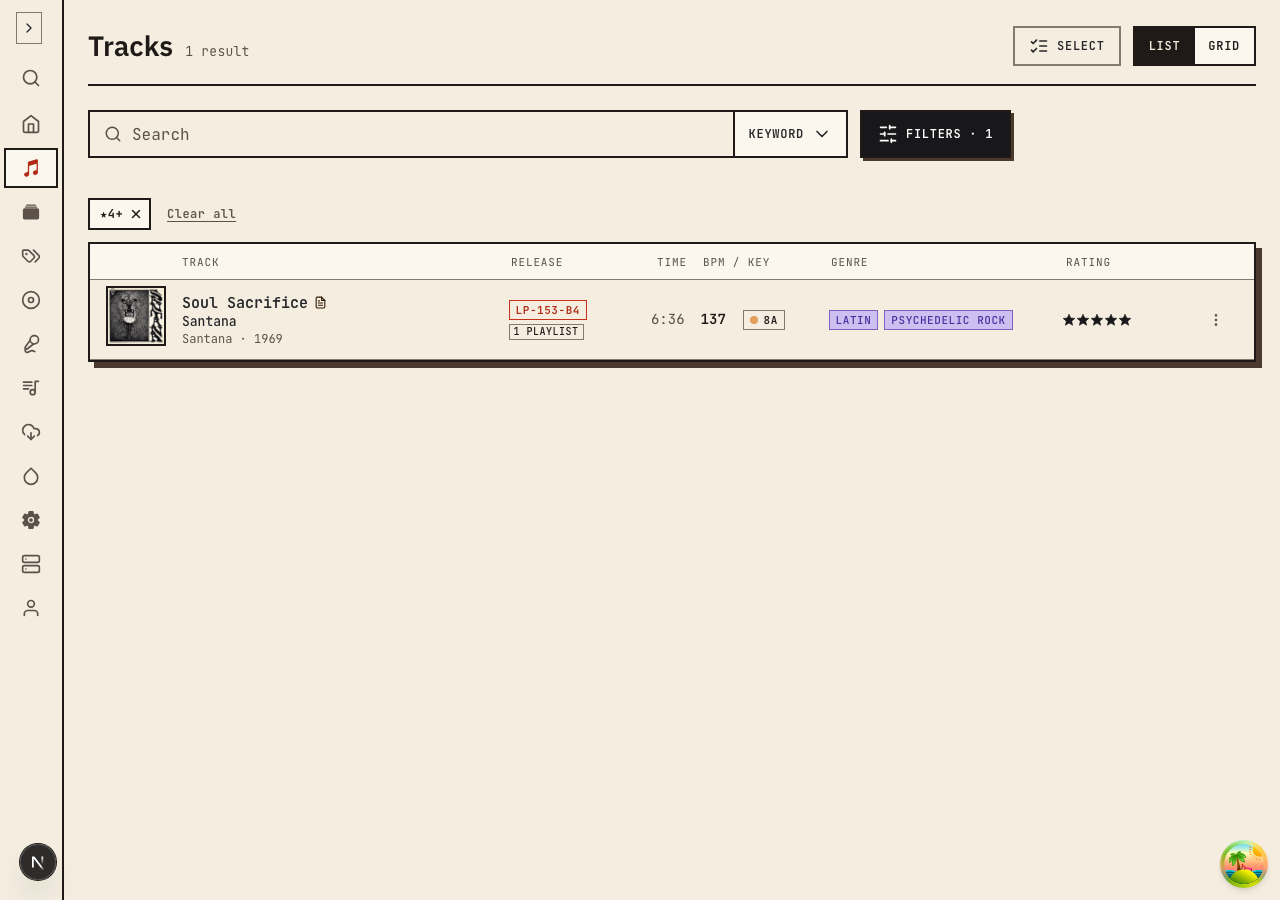 Tracks 1 result
SELECT
LIST GRID
Search
KEYWORD
FILTERS · 1
★4+ ×
Clear all
TRACK RELEASE TIME BPM / KEY GENRE RATING
Soul Sacrifice
Santana
Santana · 1969
LP-153-B4
1 PLAYLIST
6:36 137 8A
LATIN PSYCHEDELIC ROCK
★★★★★
N